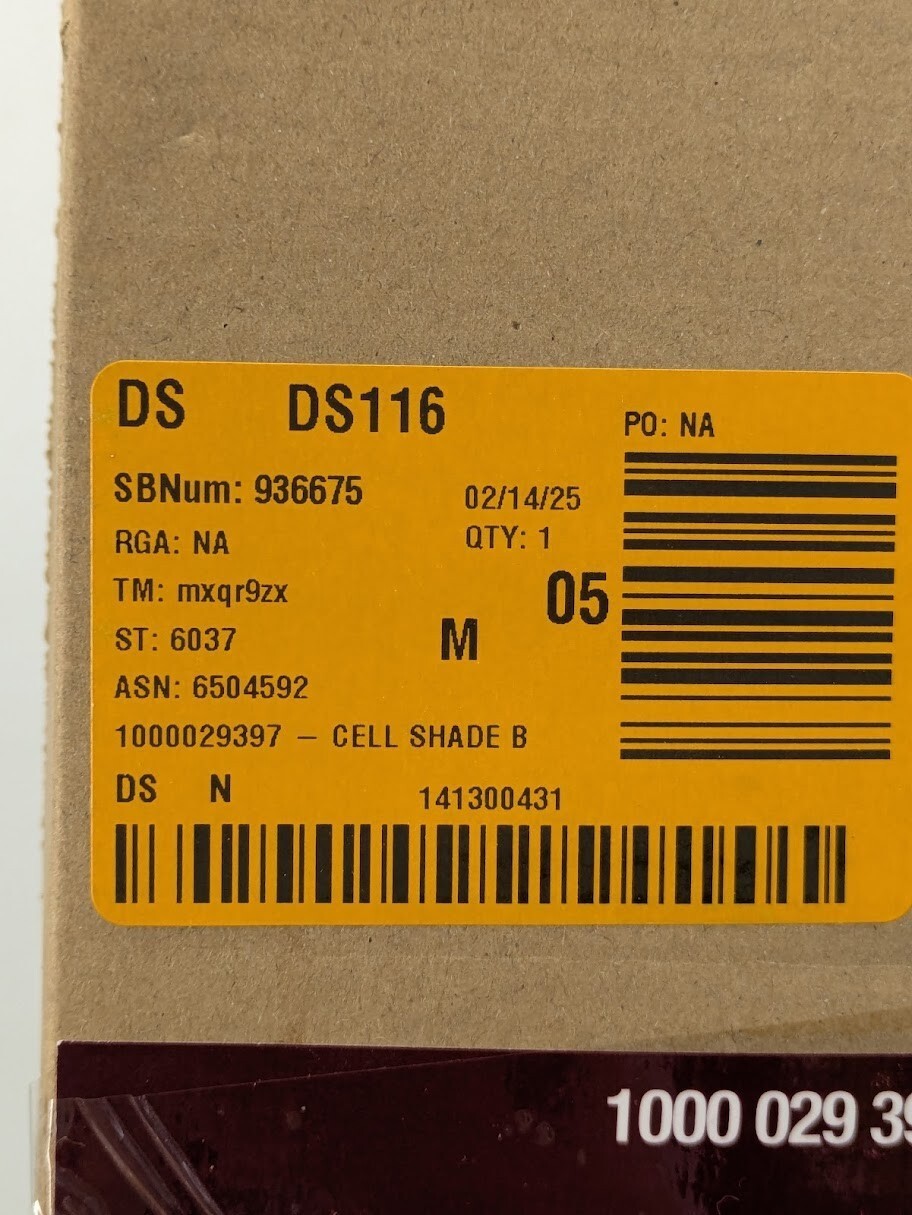 DS DS116
PO: NA
SBNum: 936675
02/14/25
RGA: NA
QTY: 1
TM: mxqr9zx
05
ST: 6037
M
ASN: 6504592
1000029397 – CELL SHADE B
DS N
141300431
1000 029 39